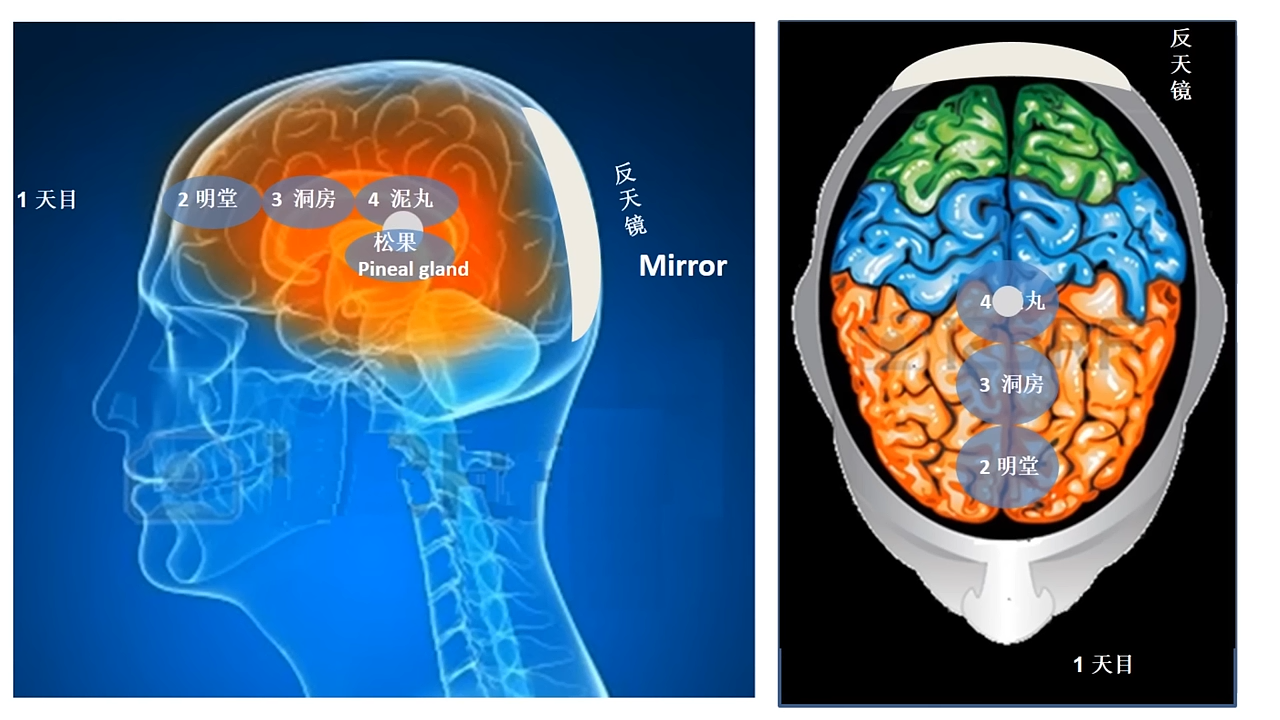 1 天目
2 明堂
3 洞房
4 泥丸
松果
Pineal gland
反天镜
Mirror
反天镜
4
丸
3 洞房
2 明堂
1 天目